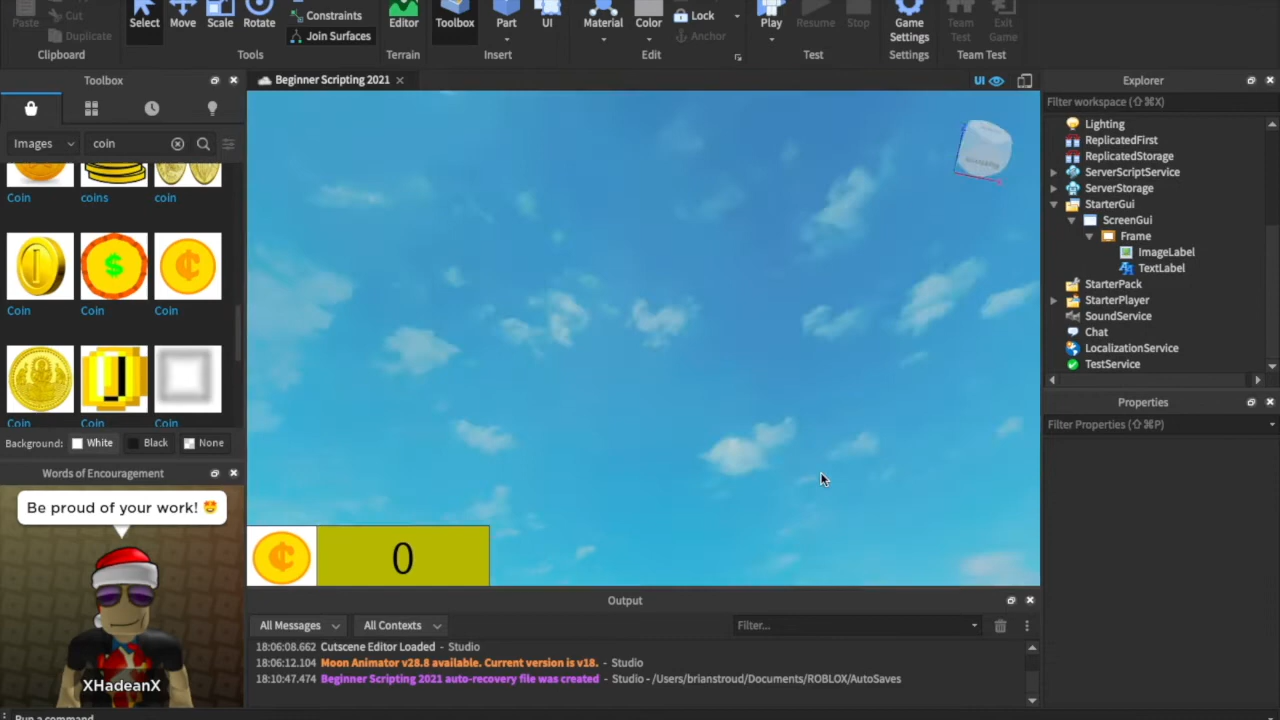 Paste
Cut
Duplicate
Clipboard
Select
Move
Scale
Rotate
Constraints
Join Surfaces
Tools
Editor
Terrain
Toolbox
Part
UI
Insert
Material
Color
Lock
Anchor
Edit
Play
Resume
Stop
Test
Game
Settings
Settings
Team
Test
Exit
Game
Team Test
Toolbox
Images
coin
Coin
coins
coin
Coin
Coin
Coin
Coin
Coin
Coin
Background:
White
Black
None
Words of Encouragement
Be proud of your work! 🤩
XHadeanX
Beginner Scripting 2021
UI
0
Output
All Messages
All Contexts
Filter...
18:06:08.662 Cutscene Editor Loaded - Studio
18:06:12.104 Moon Animator v28.8 available. Current version is v18. - Studio
18:10:47.474 Beginner Scripting 2021 auto-recovery file was created - Studio - /Users/brianstroud/Documents/ROBLOX/AutoSaves
Explorer
Filter workspace (⇧⌘X)
Lighting
ReplicatedFirst
ReplicatedStorage
ServerScriptService
ServerStorage
StarterGui
ScreenGui
Frame
ImageLabel
TextLabel
StarterPack
StarterPlayer
SoundService
Chat
LocalizationService
TestService
Properties
Filter Properties (⇧⌘P)
Run a command